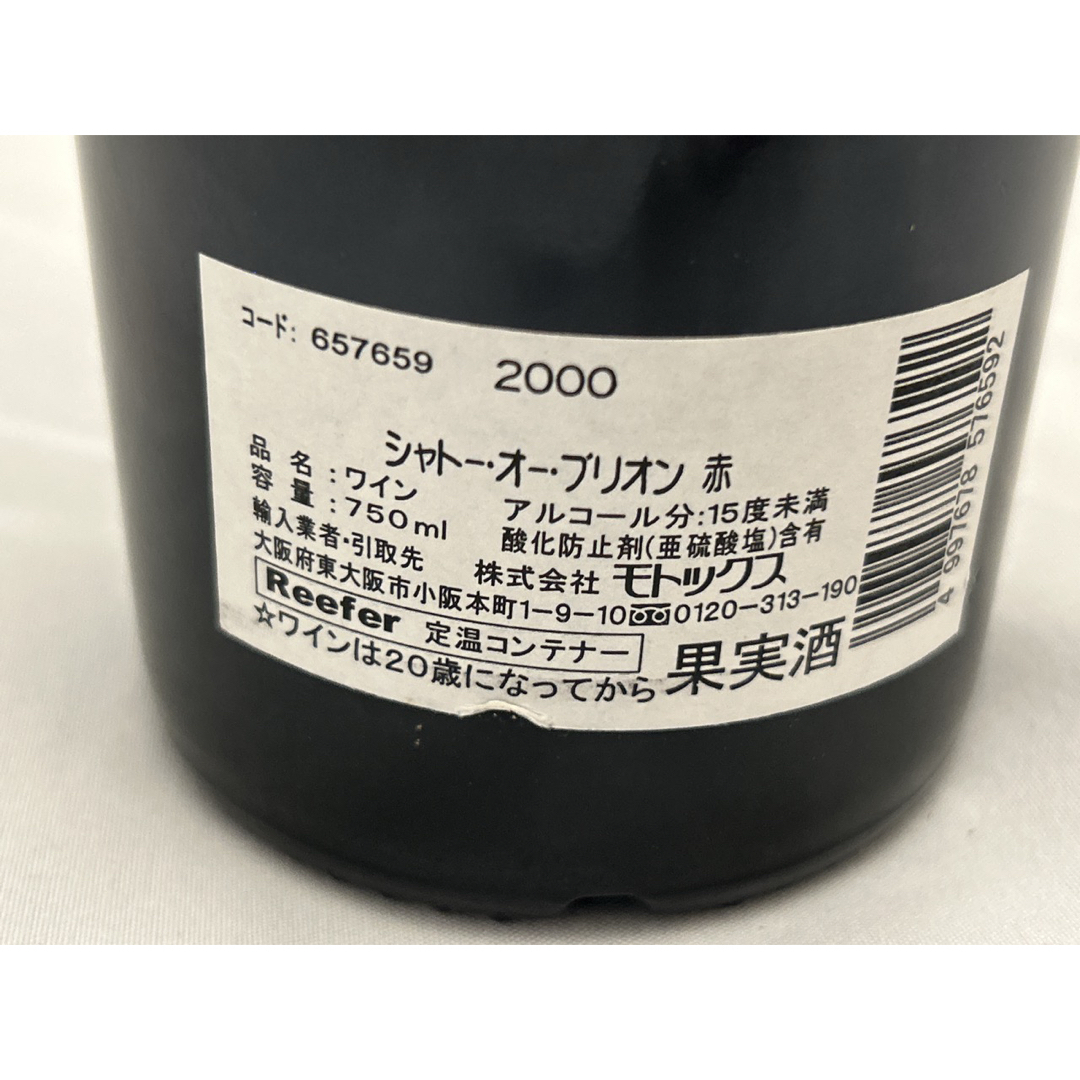 コード: 657659 2000
シャトー・オー・ブリオン 赤
品 名 : ワイン アルコール分:15度未満
容 量 : 750ml 酸化防止剤(亜硫酸塩)含有
輸入業者・引取先 株式会社 モトックス
大阪府東大阪市小阪本町1-9-10 0120-313-190
Reefer 定温コンテナー
☆ワインは20歳になってから 果実酒
4 997678 576592